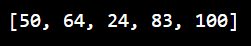 [50, 64, 24, 83, 100]